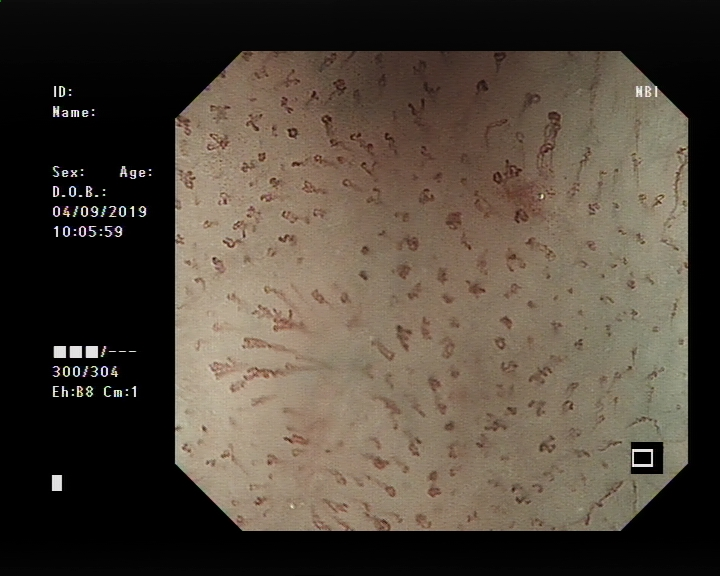 ID:
NBI
Name:
Sex: Age:
D.O.B.:
04/09/2019
10:05:59
■■■/---
300/304
Eh:B8 Cm:1